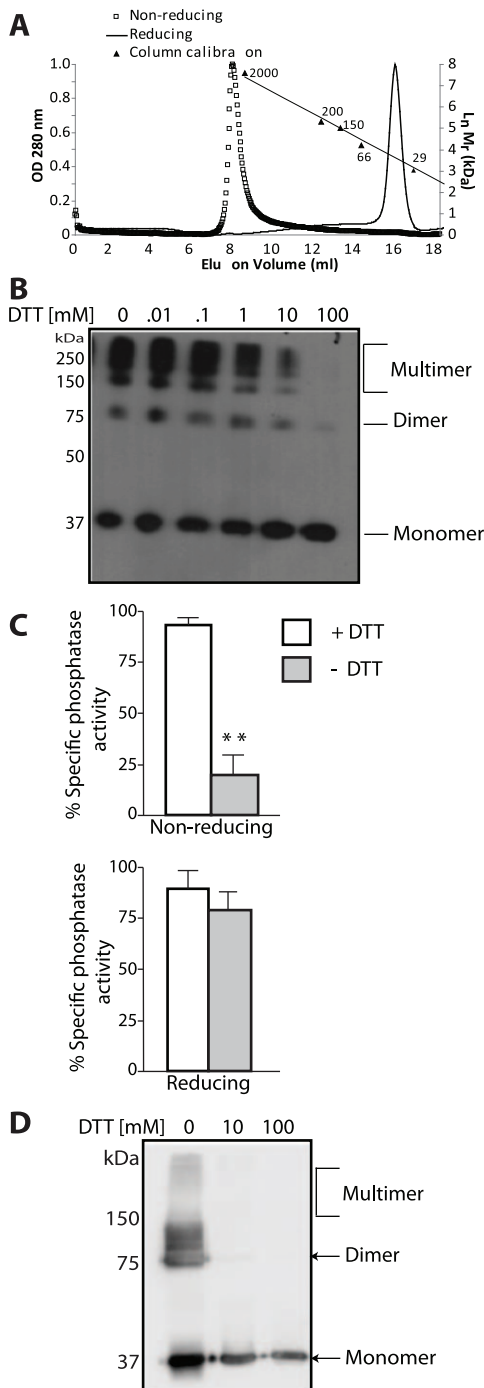 A
Non-reducing
Reducing
Column calibra on
OD 280 nm
1.0
0.8
0.6
0.4
0.2
0
2000
200
150
66
29
8
7
6
5
4
3
2
1
0
Ln Mr (kDa)
0 2 4 6 8 10 12 14 16 18
Elu on Volume (ml)
B
DTT [mM] 0 .01 .1 1 10 100
kDa
250
150
75
50
37
Multimer
Dimer
Monomer
C
% Specific phosphatase activity
100
75
50
25
0
**
Non-reducing
+ DTT
- DTT
% Specific phosphatase activity
100
75
50
25
0
Reducing
D
DTT [mM] 0 10 100
kDa
150
75
37
Multimer
Dimer
Monomer